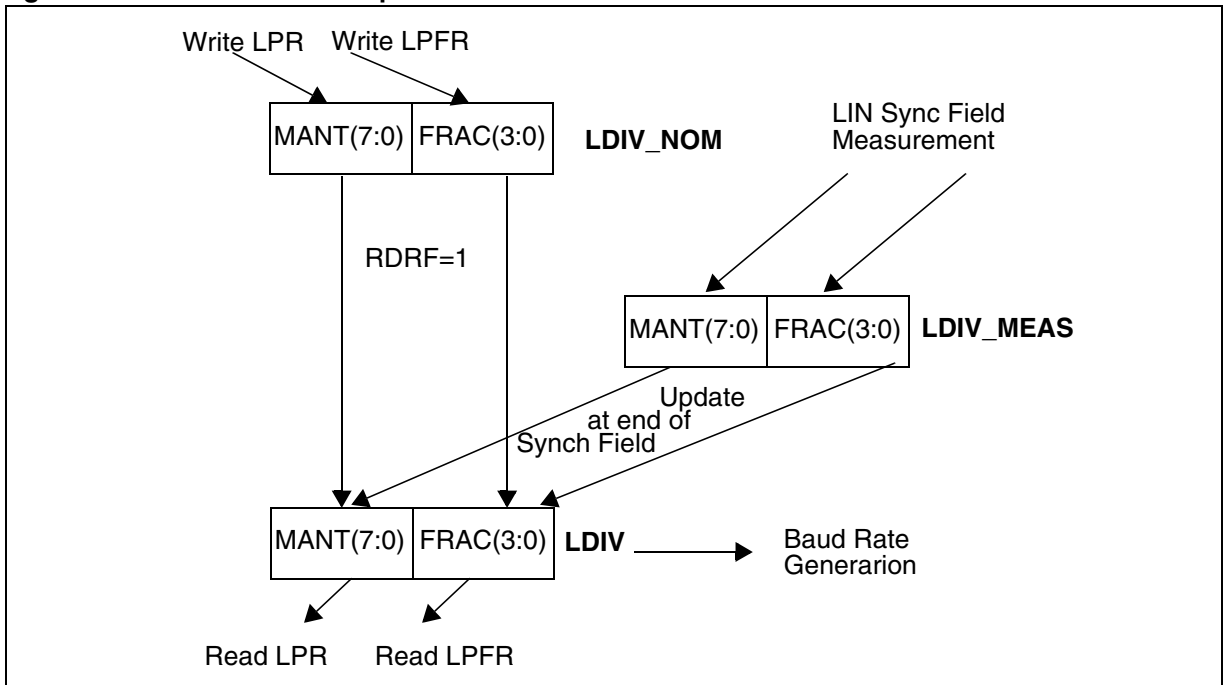 Write LPR Write LPFR
MANT(7:0) FRAC(3:0) LDIV_NOM
LIN Sync Field
Measurement
RDRF=1
MANT(7:0) FRAC(3:0) LDIV_MEAS
Update
at end of
Synch Field
MANT(7:0) FRAC(3:0) LDIV
Baud Rate
Generarion
Read LPR Read LPFR